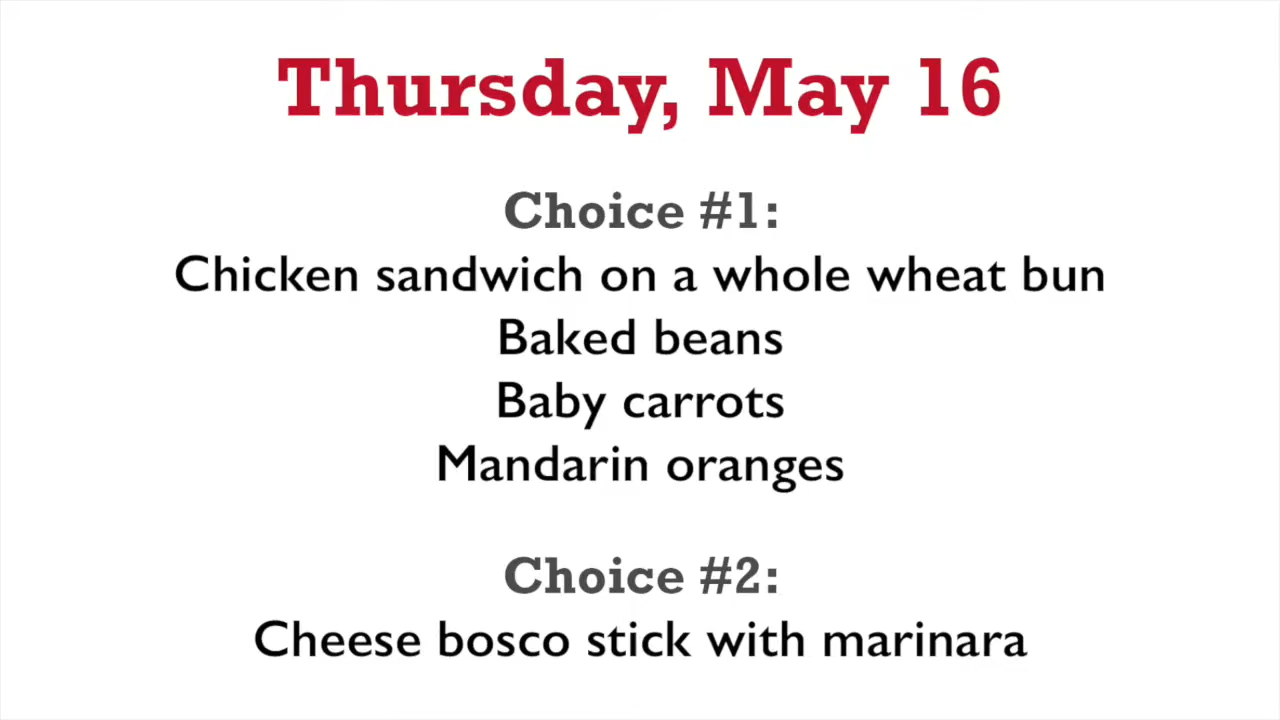 Thursday, May 16
Choice #1:
Chicken sandwich on a whole wheat bun
Baked beans
Baby carrots
Mandarin oranges
Choice #2:
Cheese bosco stick with marinara